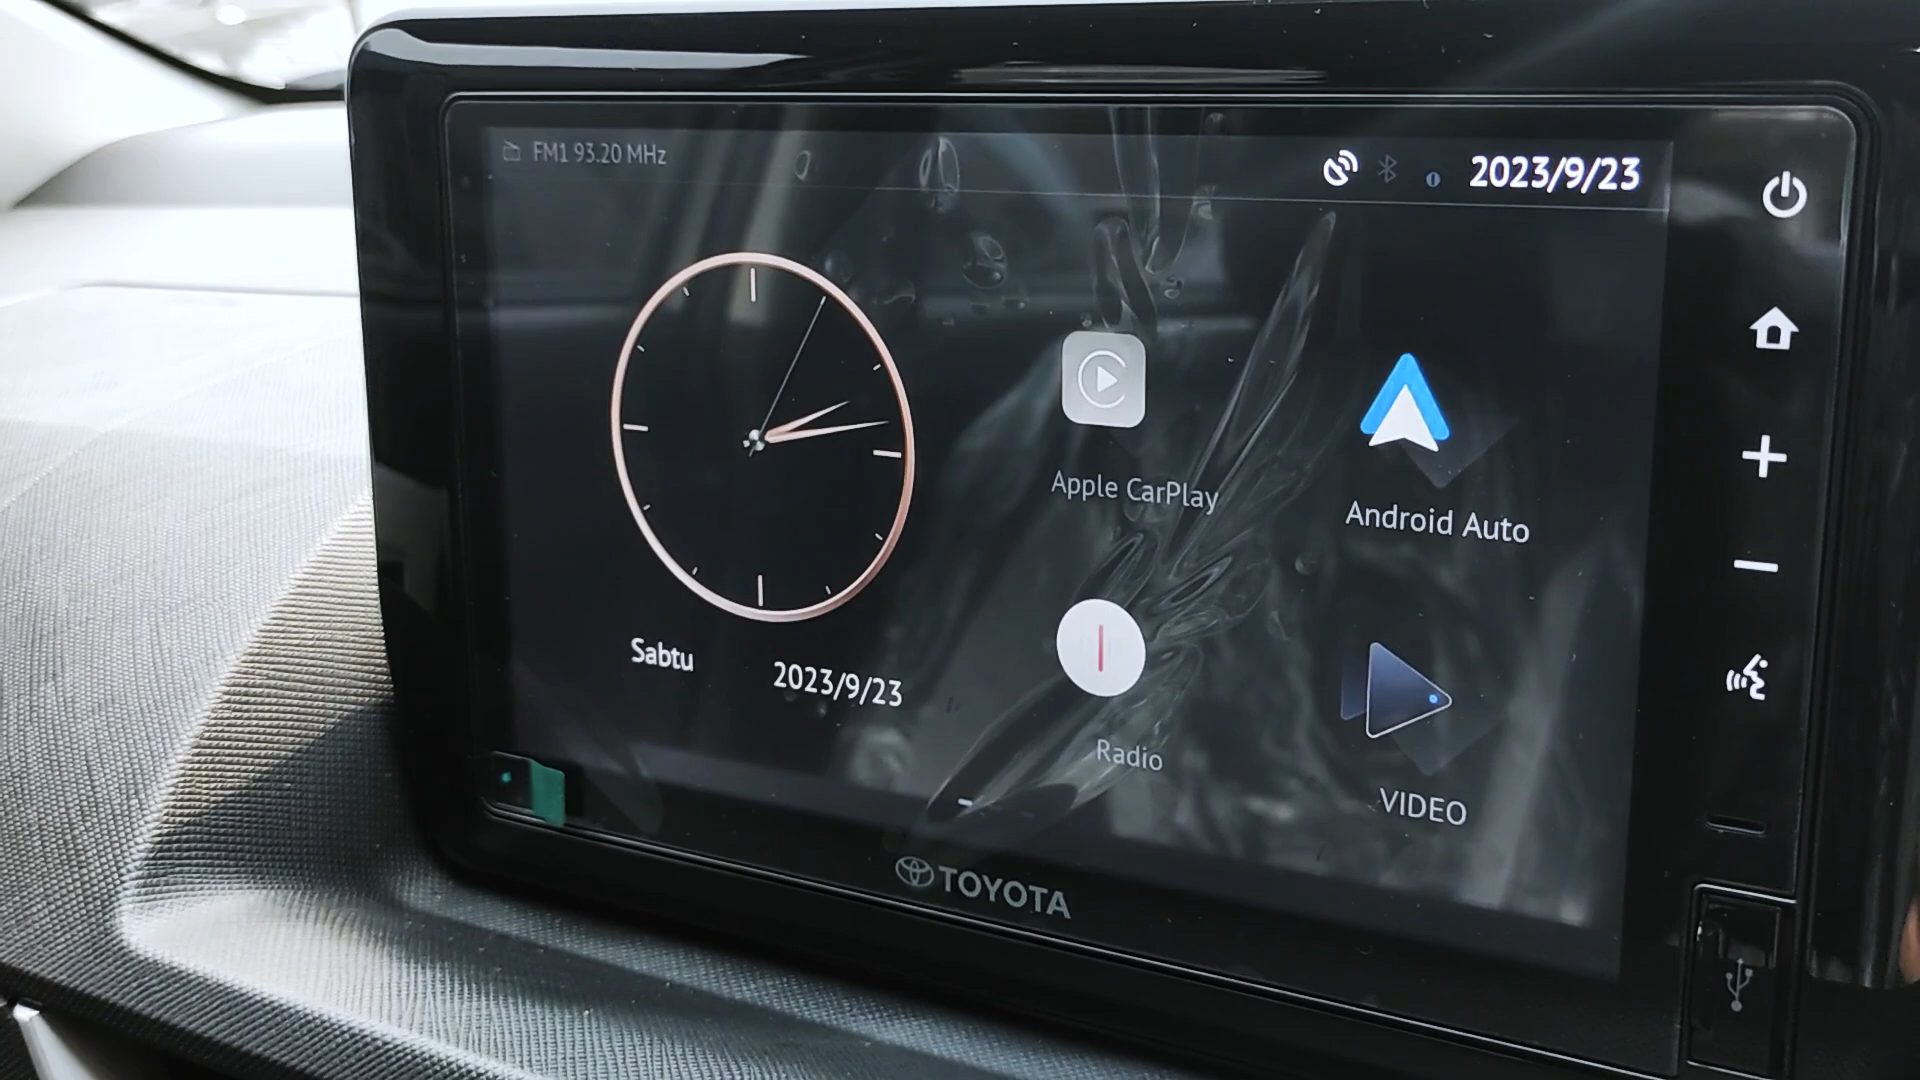 FM1 93.20 MHz
2023/9/23
Apple CarPlay
Android Auto
Sabtu
2023/9/23
Radio
VIDEO
TOYOTA